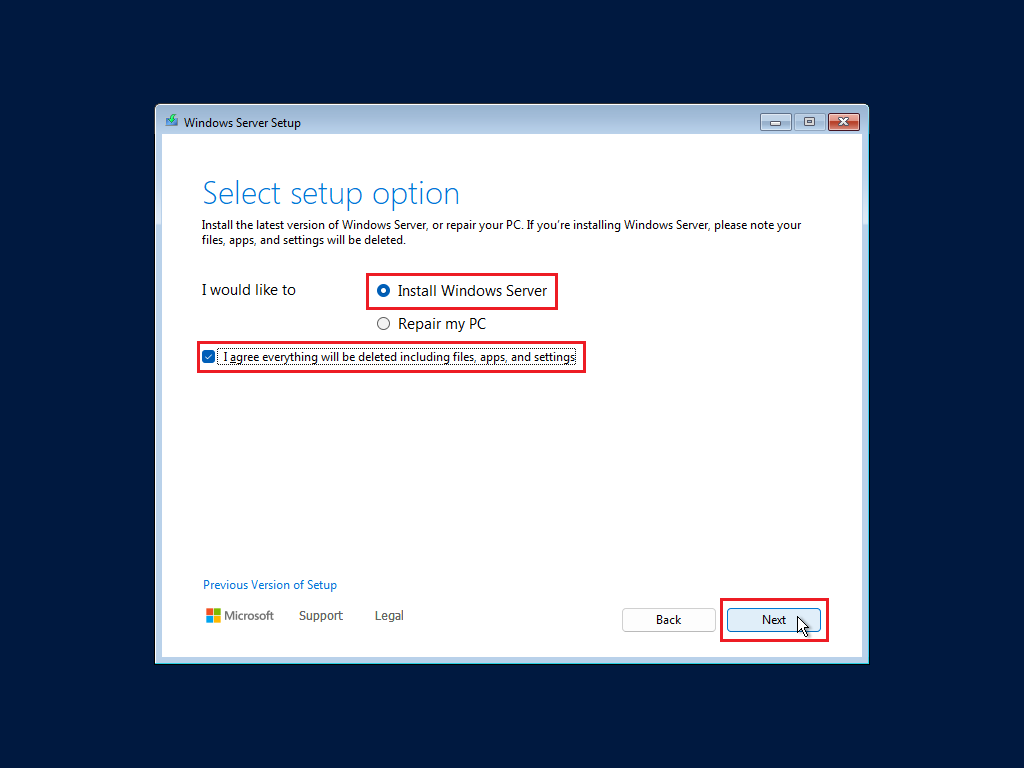 Windows Server Setup
Select setup option
Install the latest version of Windows Server, or repair your PC. If you're installing Windows Server, please note your
files, apps, and settings will be deleted.
I would like to
Install Windows Server
Repair my PC
I agree everything will be deleted including files, apps, and settings
Previous Version of Setup
Microsoft Support Legal
Back Next